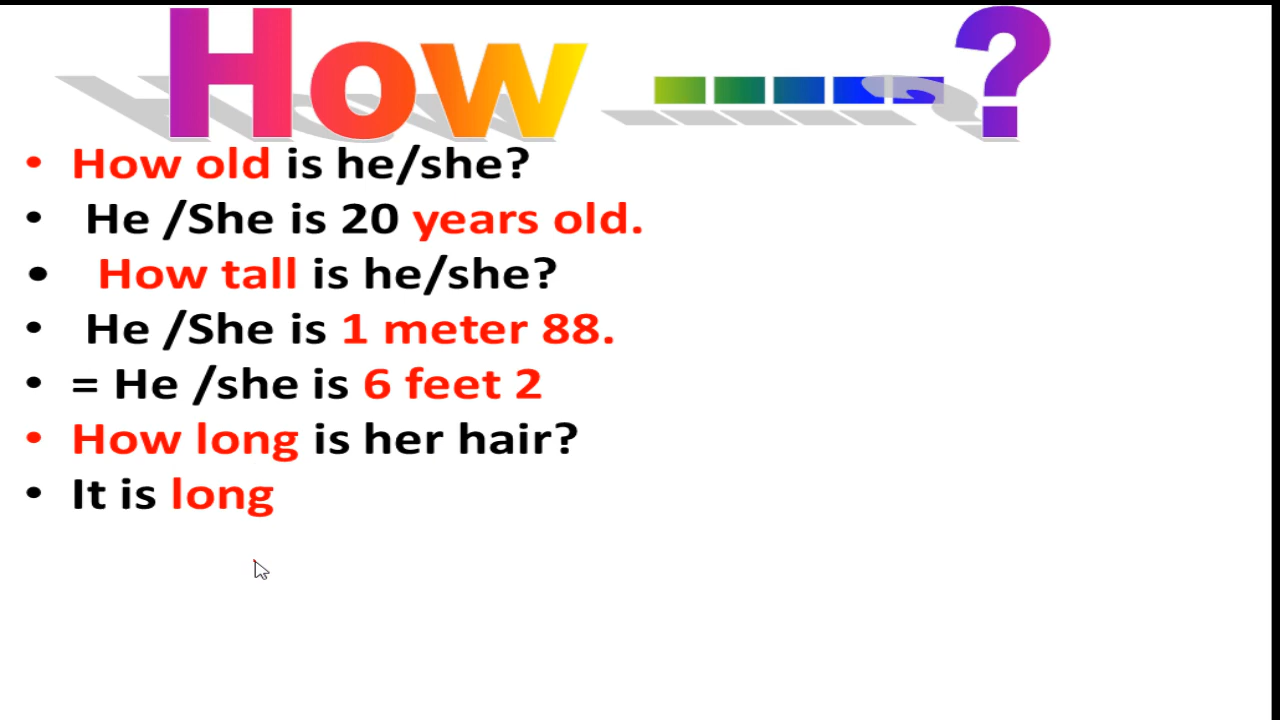 How -----?
• How old is he/she?
• He /She is 20 years old.
• How tall is he/she?
• He /She is 1 meter 88.
• = He /she is 6 feet 2
• How long is her hair?
• It is long